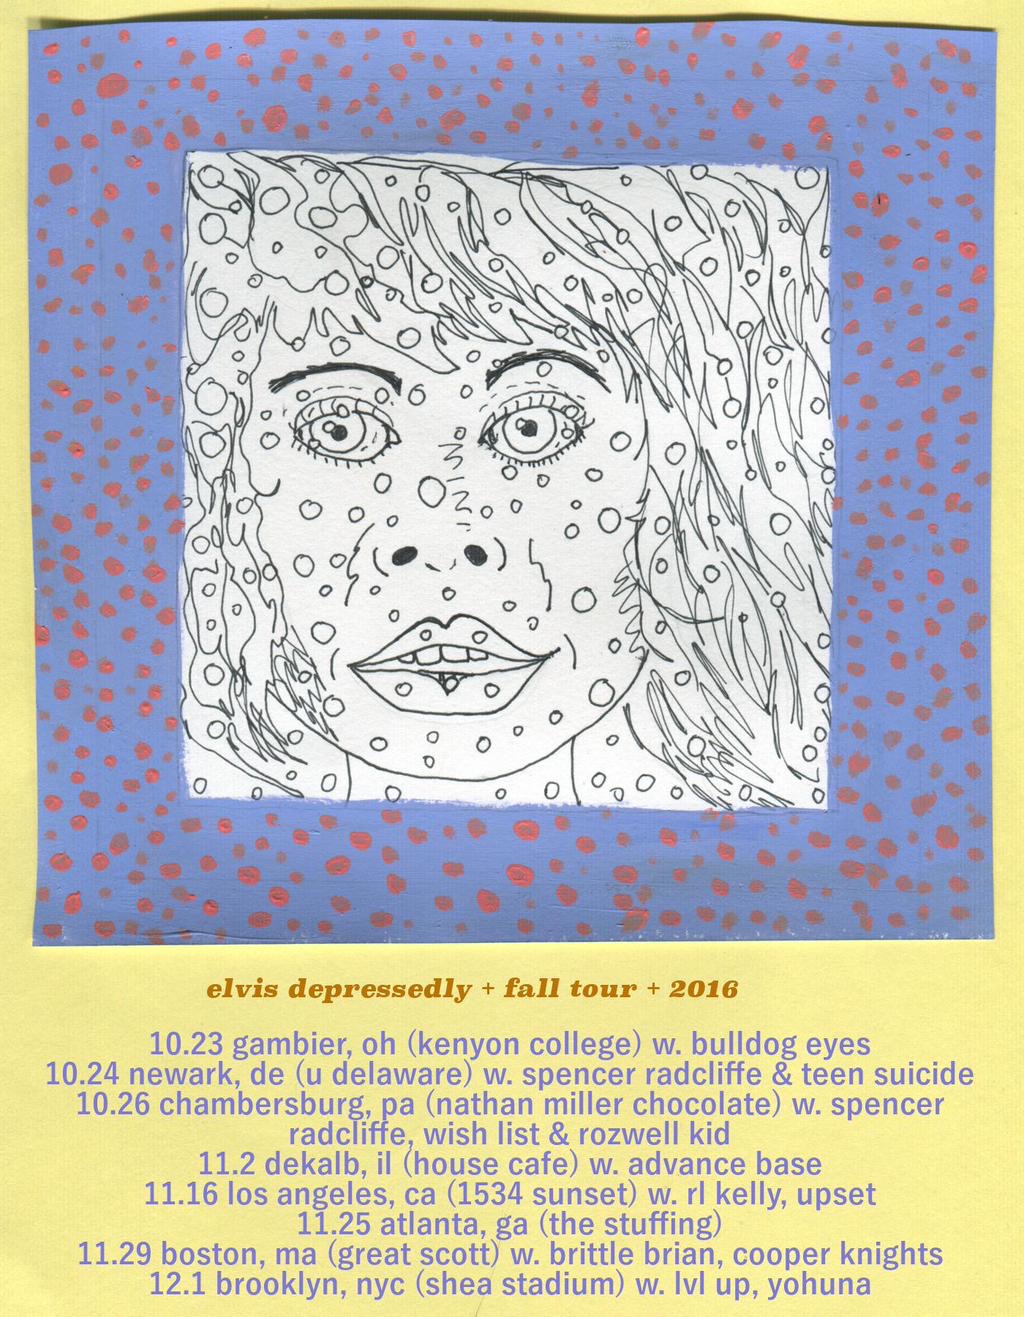 elvis depressedly + fall tour + 2016
10.23 gambier, oh (kenyon college) w. bulldog eyes
10.24 newark, de (u delaware) w. spencer radcliffe & teen suicide
10.26 chambersburg, pa (nathan miller chocolate) w. spencer
radcliffe, wish list & rozwell kid
11.2 dekalb, il (house cafe) w. advance base
11.16 los angeles, ca (1534 sunset) w. rl kelly, upset
11.25 atlanta, ga (the stuffing)
11.29 boston, ma (great scott) w. brittle brian, cooper knights
12.1 brooklyn, nyc (shea stadium) w. lvl up, yohuna